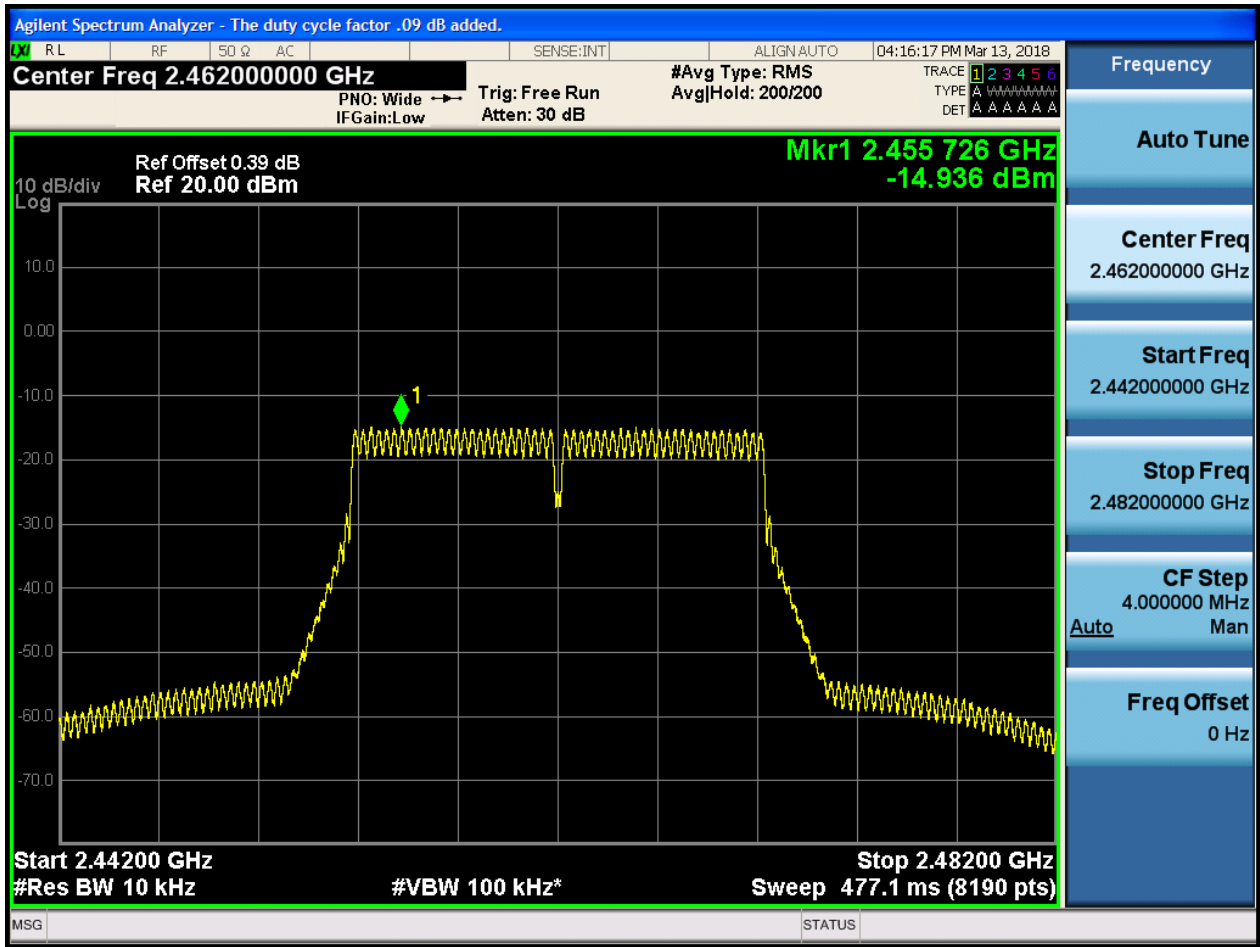 Agilent Spectrum Analyzer - The duty cycle factor .09 dB added.
LXI RL RF 50 Ω AC SENSE:INT ALIGN AUTO 04:16:17 PM Mar 13, 2018
Center Freq 2.462000000 GHz
PNO: Wide
IFGain:Low
Trig: Free Run
Atten: 30 dB
#Avg Type: RMS
Avg|Hold: 200/200
TRACE 1 2 3 4 5 6
TYPE A WWWWWW
DET A A A A A A
Mkr1 2.455 726 GHz
-14.936 dBm
Ref Offset 0.39 dB
10 dB/div Ref 20.00 dBm
Log
10.0
0.00
-10.0
1
-20.0
-30.0
-40.0
-50.0
-60.0
-70.0
Start 2.44200 GHz Stop 2.48200 GHz
#Res BW 10 kHz #VBW 100 kHz* Sweep 477.1 ms (8190 pts)
MSG STATUS
Frequency
Auto Tune
Center Freq
2.462000000 GHz
Start Freq
2.442000000 GHz
Stop Freq
2.482000000 GHz
CF Step
4.000000 MHz
Auto Man
Freq Offset
0 Hz